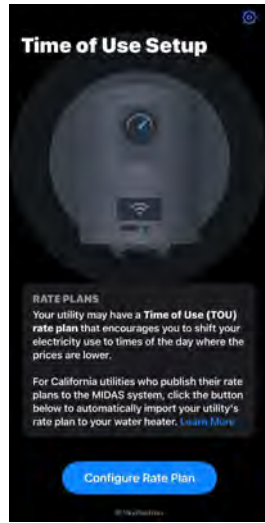 Time of Use Setup
RATE PLANS
Your utility may have a Time of Use (TOU)
rate plan that encourages you to shift your
electricity use to times of the day where the
prices are lower.
For California utilities who publish their rate
plans to the MIDAS system, click the button
below to automatically import your utility's
rate plan to your water heater. Learn More
Configure Rate Plan